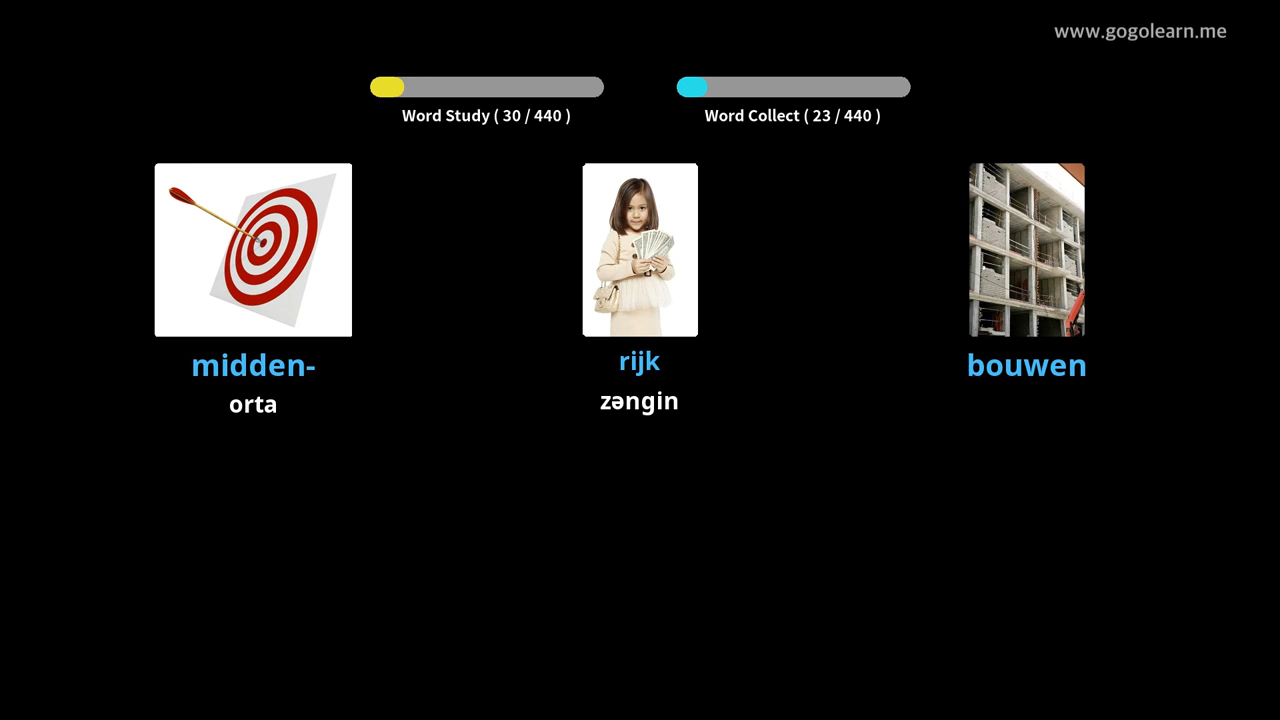 www.gogolearn.me
Word Study ( 30 / 440 )
Word Collect ( 23 / 440 )
midden-
orta
rijk
zəngin
bouwen